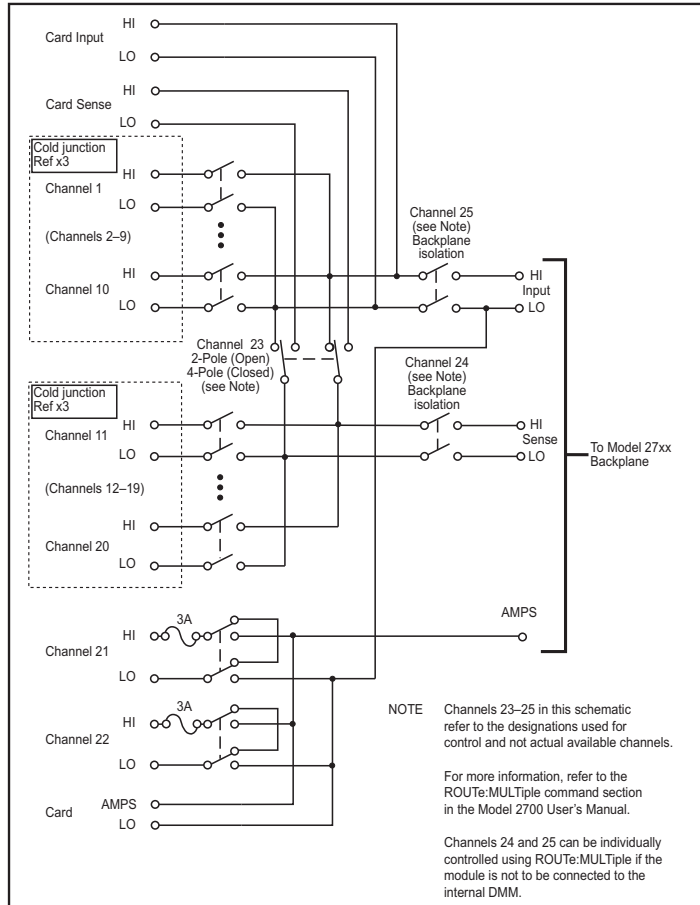 Card Input
HI
LO
Card Sense
HI
LO
Cold junction
Ref x3
Channel 1
HI
LO
(Channels 2–9)
Channel 10
HI
LO
Channel 25
(see Note)
Backplane
isolation
HI
Input
LO
Channel 23
2-Pole (Open)
4-Pole (Closed)
(see Note)
Channel 24
(see Note)
Backplane
isolation
Cold junction
Ref x3
Channel 11
HI
LO
(Channels 12–19)
Channel 20
HI
LO
HI
Sense
LO
To Model 27xx
Backplane
AMPS
Channel 21
HI
3A
LO
Channel 22
HI
3A
LO
Card
AMPS
LO
NOTE Channels 23–25 in this schematic
refer to the designations used for
control and not actual available channels.
For more information, refer to the
ROUTe:MULTiple command section
in the Model 2700 User's Manual.
Channels 24 and 25 can be individually
controlled using ROUTe:MULTiple if the
module is not to be connected to the
internal DMM.